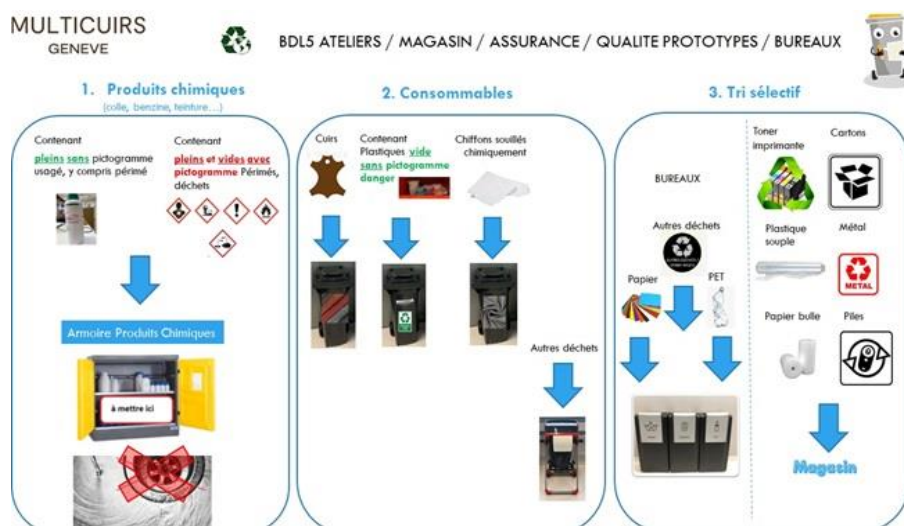 MULTICUIRS
GENEVE
BDL5 ATELIERS / MAGASIN / ASSURANCE / QUALITE PROTOTYPES / BUREAUX
1. Produits chimiques
(colle, benzine, teinture...)
Contenant
pleins sans pictogramme
usagé, y compris périmé
Contenant
pleins et vides avec
pictogramme Périmés,
déchets
Armoire Produits Chimiques
à mettre ici
2. Consommables
Cuirs
Contenant
Plastiques vide
sans pictogramme
danger
Chiffons souillés
chimiquement
Autres déchets
3. Tri sélectif
BUREAUX
Autres déchets
Papier
PET
Toner
imprimante
Cartons
Plastique
souple
Métal
METAL
Papier bulle
Piles
Magasin